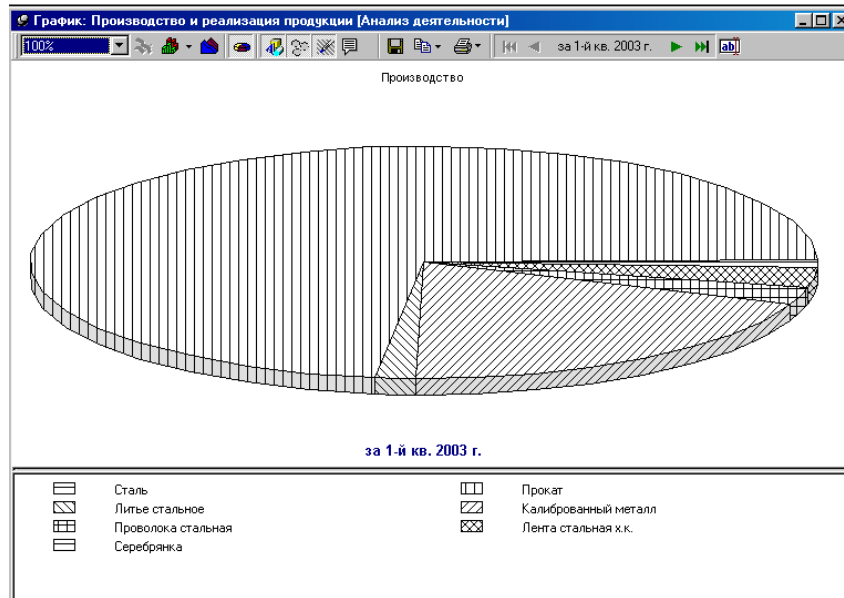 График: Производство и реализация продукции [Анализ деятельности]
100% за 1-й кв. 2003 г. ab
Производство
за 1-й кв. 2003 г.
Сталь Прокат
Литье стальное Калиброванный металл
Проволока стальная Лента стальная х.к.
Серебрянка